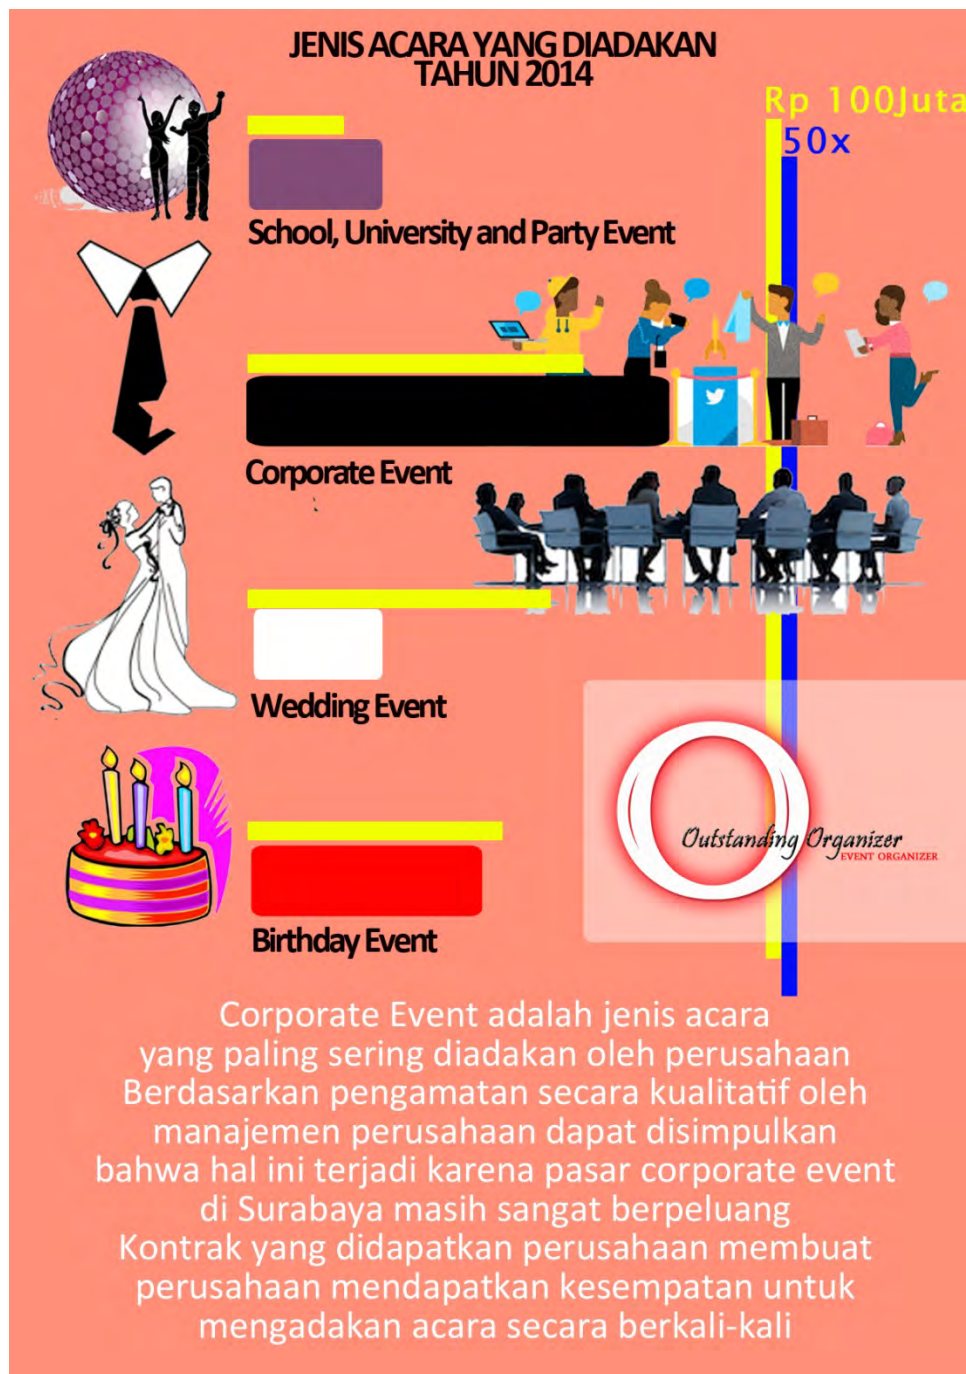 JENIS ACARA YANG DIADAKAN
TAHUN 2014
Rp 100Juta
50x
School, University and Party Event
Corporate Event
Wedding Event
Outstanding Organizer
EVENT ORGANIZER
Birthday Event
Corporate Event adalah jenis acara
yang paling sering diadakan oleh perusahaan
Berdasarkan pengamatan secara kualitatif oleh
manajemen perusahaan dapat disimpulkan
bahwa hal ini terjadi karena pasar corporate event
di Surabaya masih sangat berpeluang
Kontrak yang didapatkan perusahaan membuat
perusahaan mendapatkan kesempatan untuk
mengadakan acara secara berkali-kali